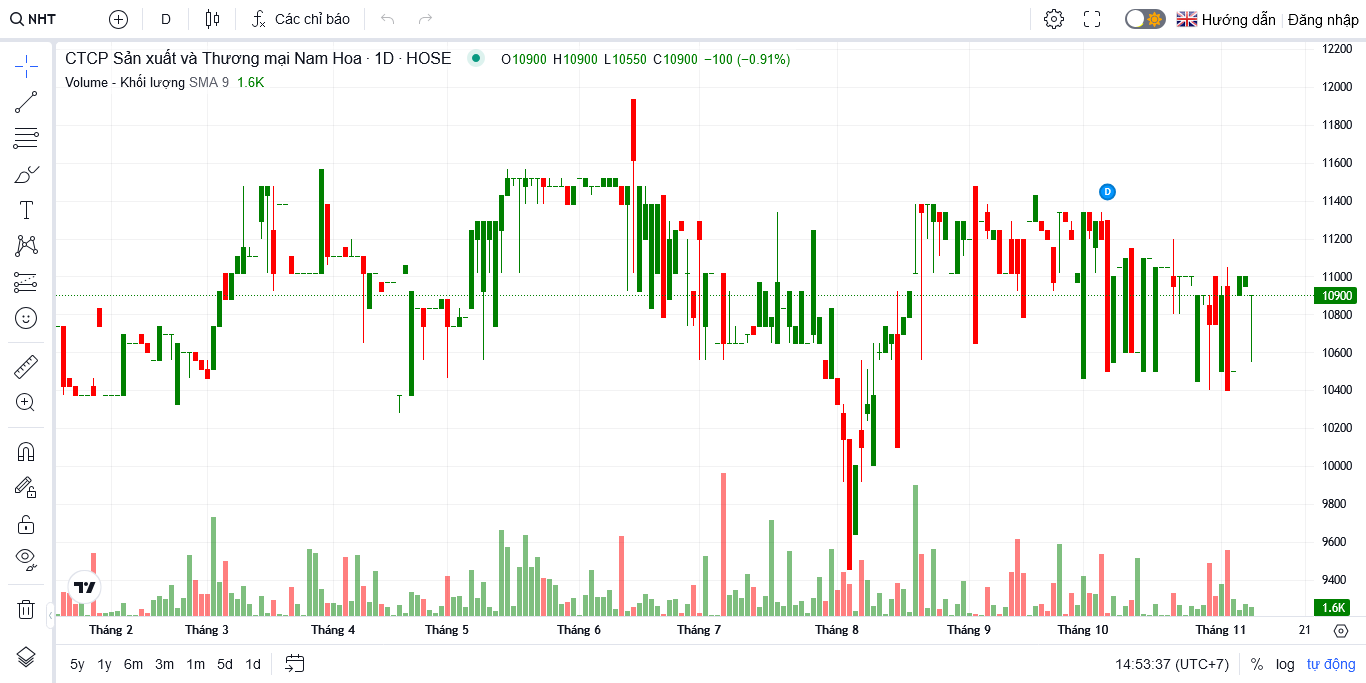 NHT D Các chỉ báo Hướng dẫn Đăng nhập
CTCP Sản xuất và Thương mại Nam Hoa · 1D · HOSE O10900 H10900 L10550 C10900 −100 (−0.91%)
Volume - Khối lượng SMA 9 1.6K
12200
12000
11800
11600
11400
D
11200
11000
10900
10800
10600
10400
10200
10000
9800
9600
9400
1.6K
Tháng 2 Tháng 3 Tháng 4 Tháng 5 Tháng 6 Tháng 7 Tháng 8 Tháng 9 Tháng 10 Tháng 11 21
5y 1y 6m 3m 1m 5d 1d 14:53:37 (UTC+7) % log tự động